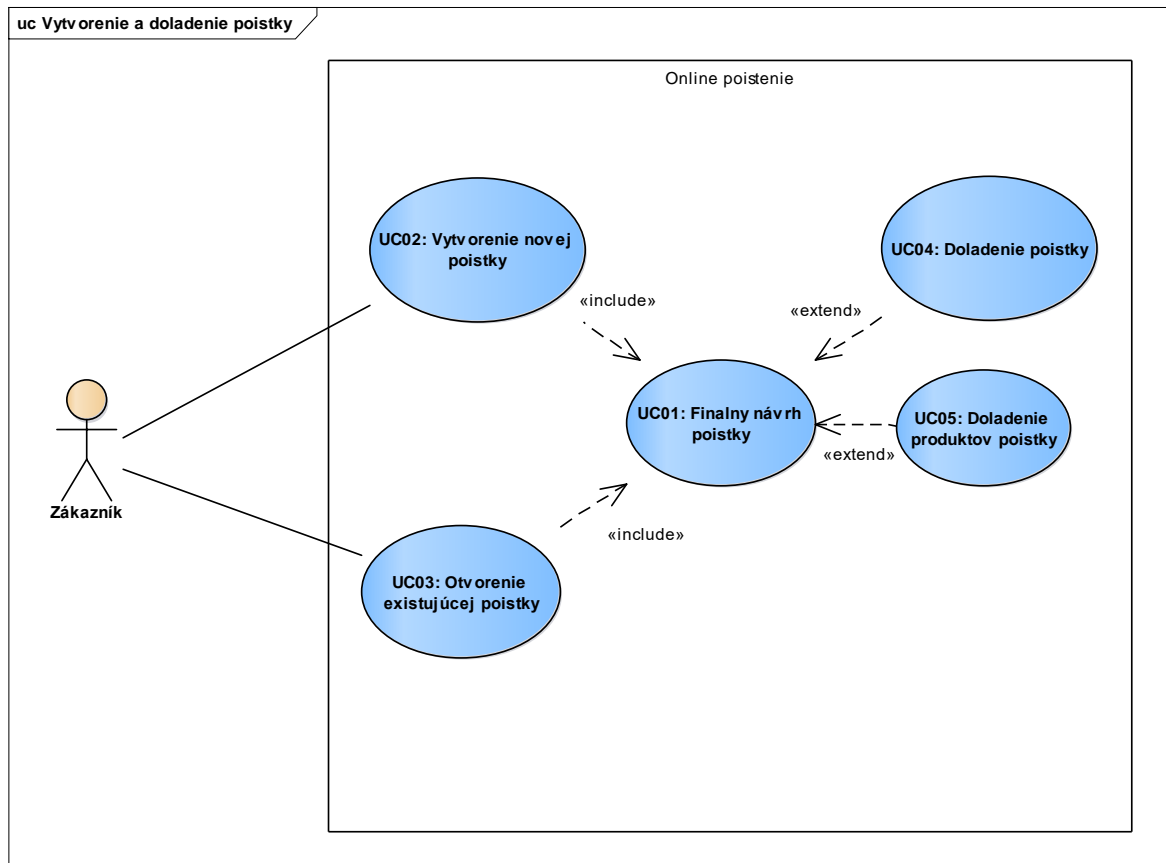 uc Vytvorenie a doladenie poistky
Online poistenie
UC02: Vytvorenie novej
poistky
UC04: Doladenie poistky
«include»
«extend»
UC01: Finalny návrh
poistky
UC05: Doladenie
produktov poistky
«extend»
Zákazník
«include»
UC03: Otvorenie
existujúcej poistky